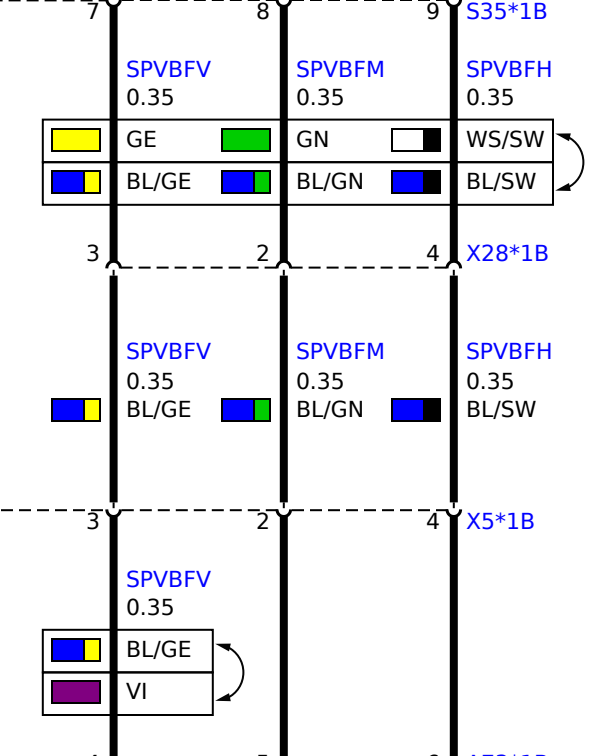 7 8 9 S35*1B
SPVBFV SPVBFM SPVBFH
0.35 0.35 0.35
GE GN WS/SW
BL/GE BL/GN BL/SW
3 2 4 X28*1B
SPVBFV SPVBFM SPVBFH
0.35 0.35 0.35
BL/GE BL/GN BL/SW
3 2 4 X5*1B
SPVBFV
0.35
BL/GE
VI